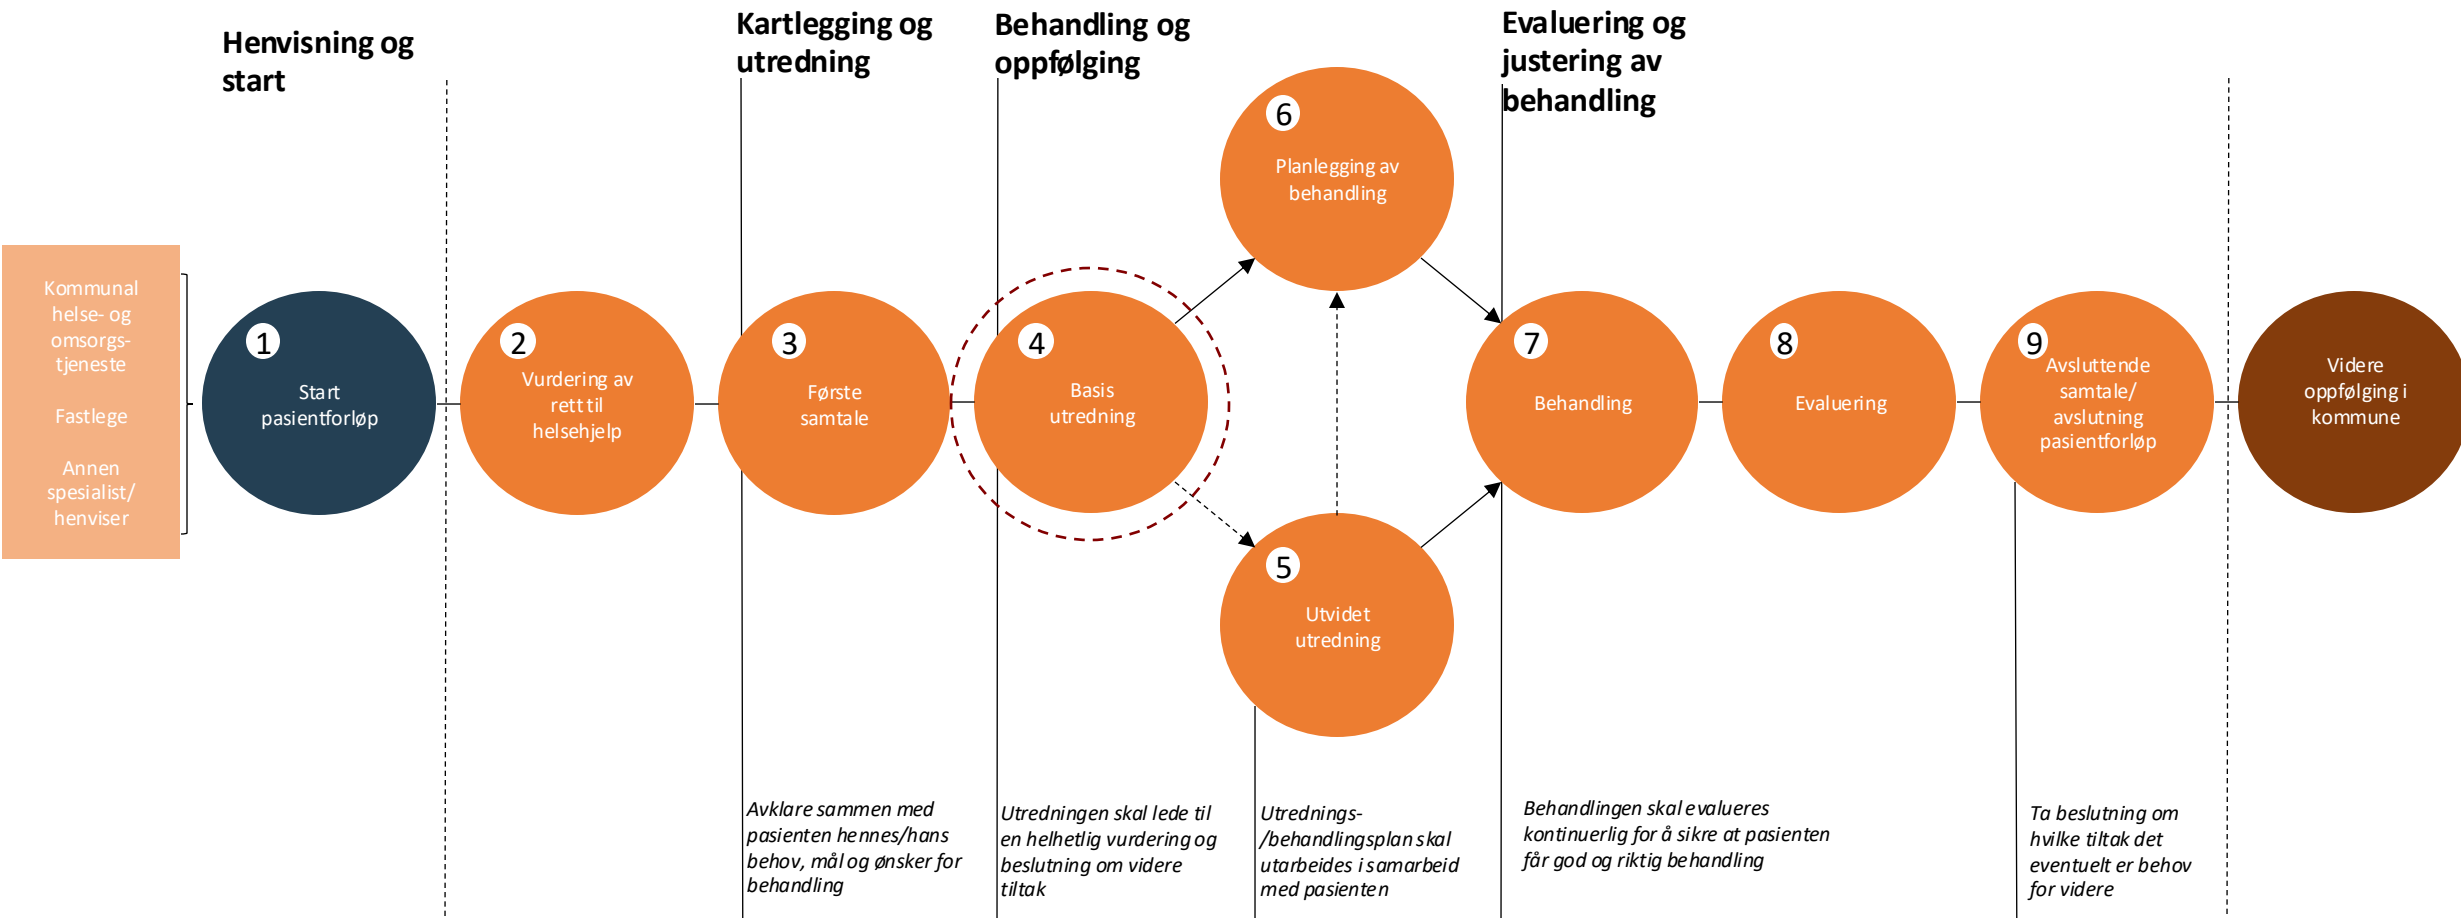 Henvisning og
start
Kartlegging og
utredning
Behandling og
oppfølging
Evaluering og
justering av
behandling
Kommunal
helse- og
omsorgs-
tjeneste
Fastlege
Annen
spesialist/
henviser
1
Start
pasientforløp
2
Vurdering av
rett til
helsehjelp
3
Første
samtale
4
Basis
utredning
5
Utvidet
utredning
6
Planlegging av
behandling
7
Behandling
8
Evaluering
9
Avsluttende
samtale/
avslutning
pasientforløp
Videre
oppfølging i
kommune
Avklare sammen med
pasienten hennes/hans
behov, mål og ønsker for
behandling
Utredningen skal lede til
en helhetlig vurdering og
beslutning om videre
tiltak
Utrednings-
/behandlingsplan skal
utarbeides i samarbeid
med pasienten
Behandlingen skal evalueres
kontinuerlig for å sikre at pasienten
får god og riktig behandling
Ta beslutning om
hvilke tiltak det
eventuelt er behov
for videre